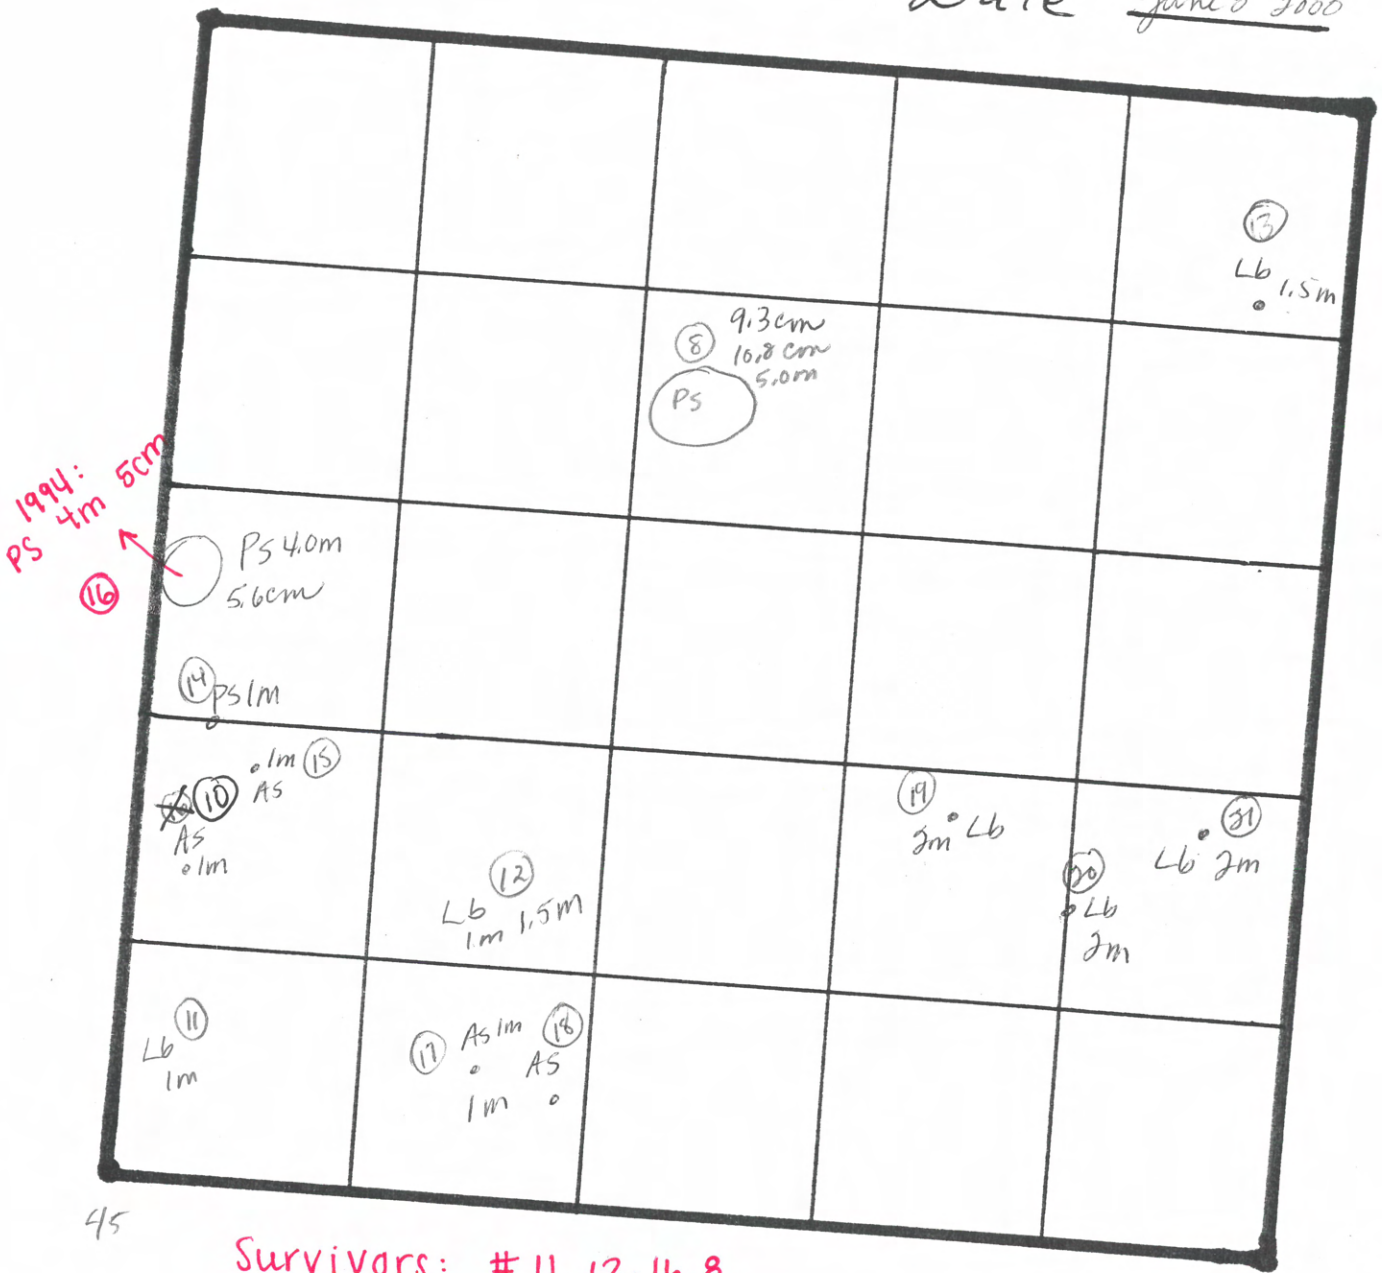 Date June 8 2000
13
Lb 1.5m
8 9.3cm
10.8cm
5.0m
Ps
1994:
PS 4m 5cm
16
Ps 4.0m
5.6cm
14 Ps 1m
1m 15
As
10
As
1m
12
Lb
1m 1.5m
19
2m Lb
21
Lb 2m
20
Lb
2m
11
Lb
1m
17 As 1m 18
As
1m
45
Survivors: # 11, 12, 16, 8